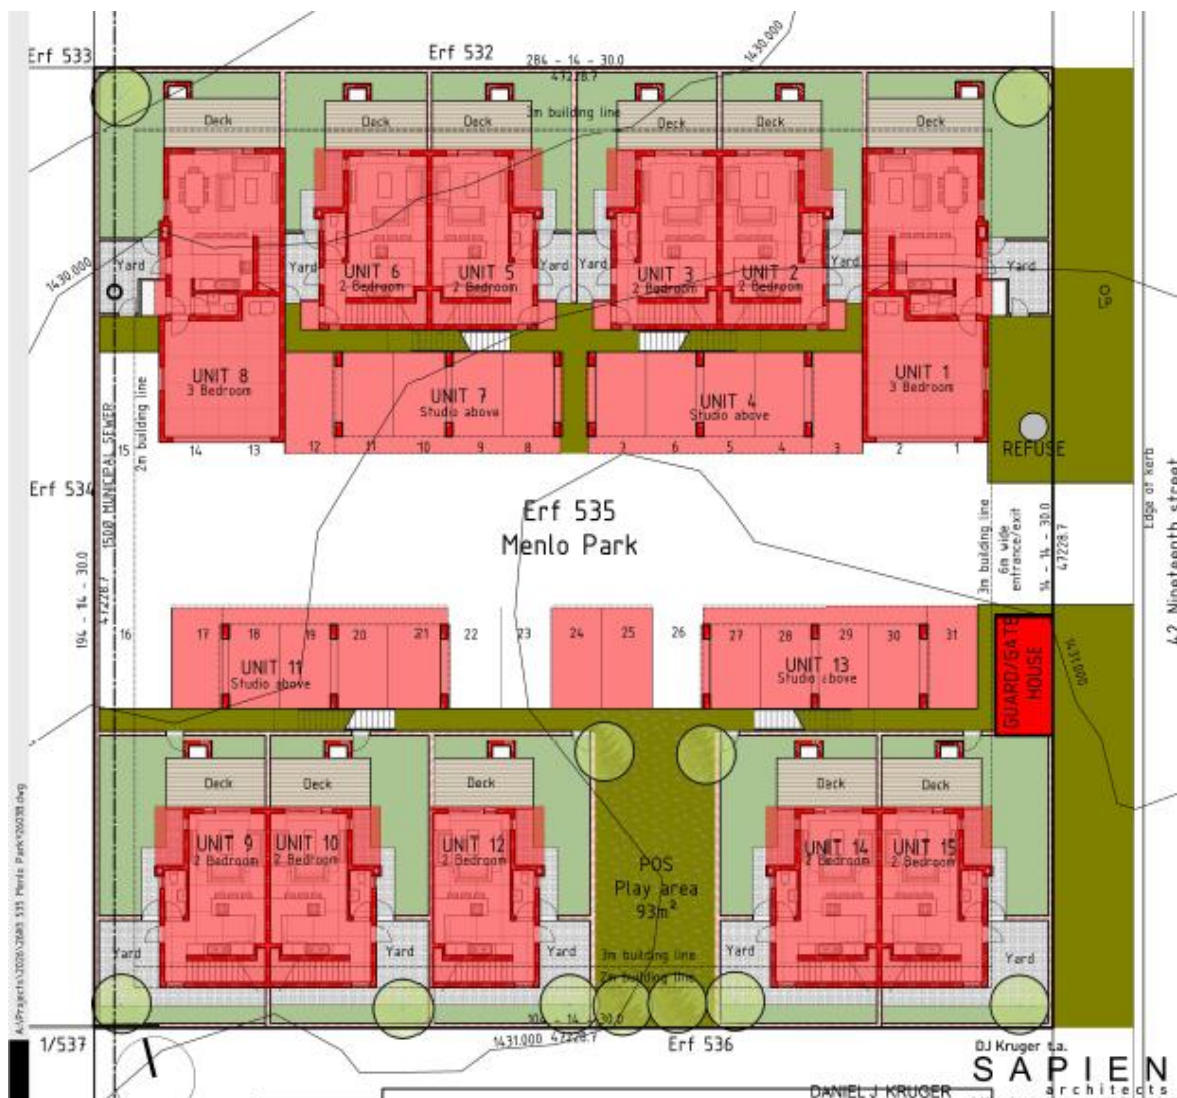 Erf 533
Erf 532
284 - 14 - 30.0
47228.7
1430.000
3m building line
Deck
Deck
Deck
Deck
Deck
Deck
Yard
Yard
Yard
Yard
Yard
Yard
UNIT 6
2 Bedroom
UNIT 5
2 Bedroom
UNIT 3
2 Bedroom
UNIT 2
2 Bedroom
1430.000
UNIT 8
3 Bedroom
UNIT 7
Studio above
UNIT 4
Studio above
UNIT 1
3 Bedroom
15
14
13
12
11
10
9
8
7
6
5
4
3
2
1
REFUSE
2m building line
150Ø MUNICIPAL SEWER
Erf 534
194 - 14 - 30.0
47228.7
Erf 535
Menlo Park
3m building line
6m wide
entrance/exit
14 - 14 - 30.0
47228.7
Edge of kerb
42 Nineteenth street
16
17
18
19
20
21
22
23
24
25
26
27
28
29
30
31
UNIT 11
Studio above
UNIT 13
Studio above
GUARD/GATE
HOUSE
1431.000
Deck
Deck
Deck
Deck
Deck
UNIT 9
2 Bedroom
UNIT 10
2 Bedroom
UNIT 12
2 Bedroom
UNIT 14
2 Bedroom
UNIT 15
2 Bedroom
POS
Play area
93m²
Yard
Yard
Yard
Yard
Yard
3m building line
2m building line
104 - 14 - 30.0
47228.7
1431.000
1/537
Erf 536
DJ Kruger t.a.
SAPIEN
architects
DANIEL J KRUGER